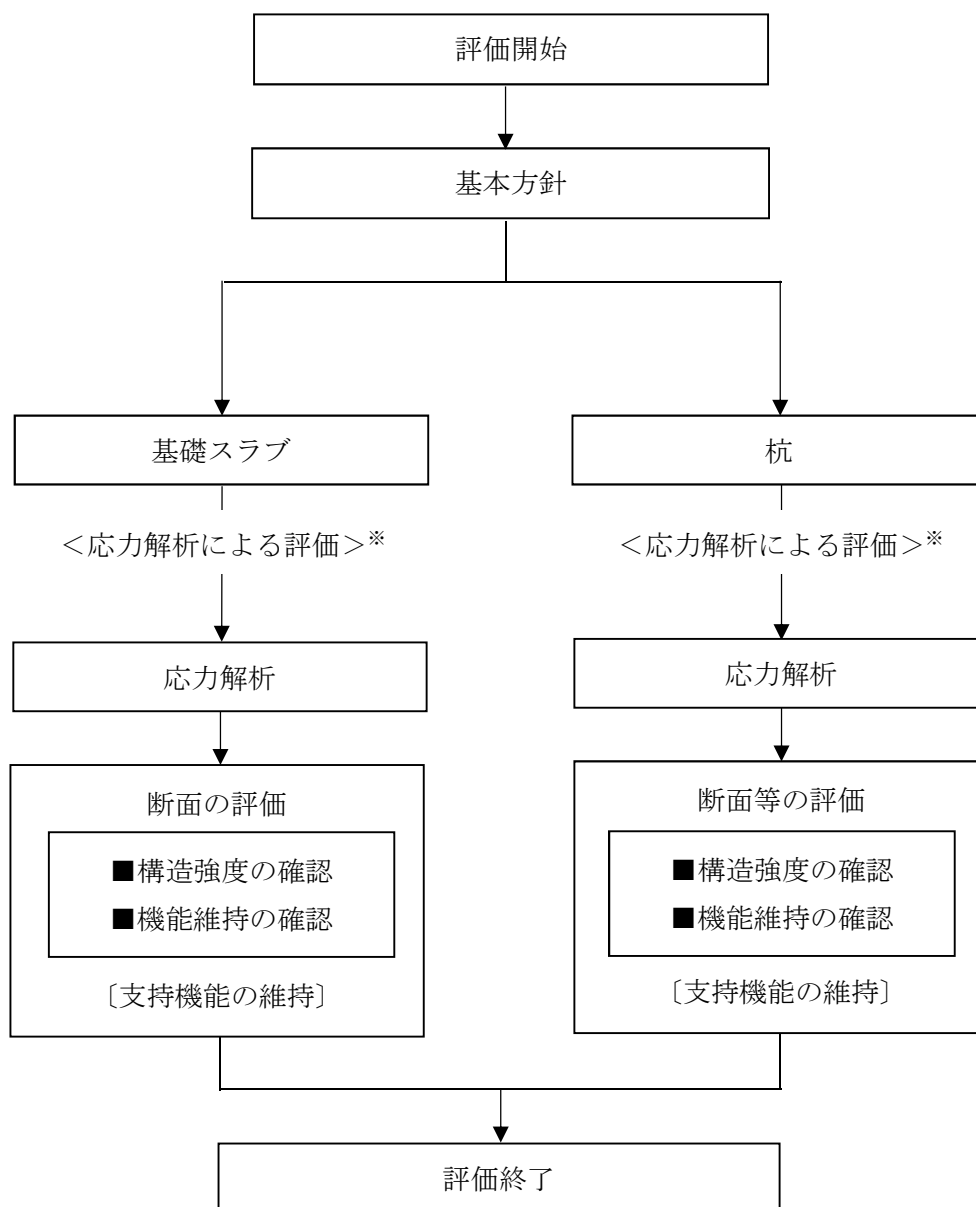 評価開始
基本方針
基礎スラブ
＜応力解析による評価＞※
応力解析
断面の評価
■構造強度の確認
■機能維持の確認
〔支持機能の維持〕
杭
＜応力解析による評価＞※
応力解析
断面等の評価
■構造強度の確認
■機能維持の確認
〔支持機能の維持〕
評価終了